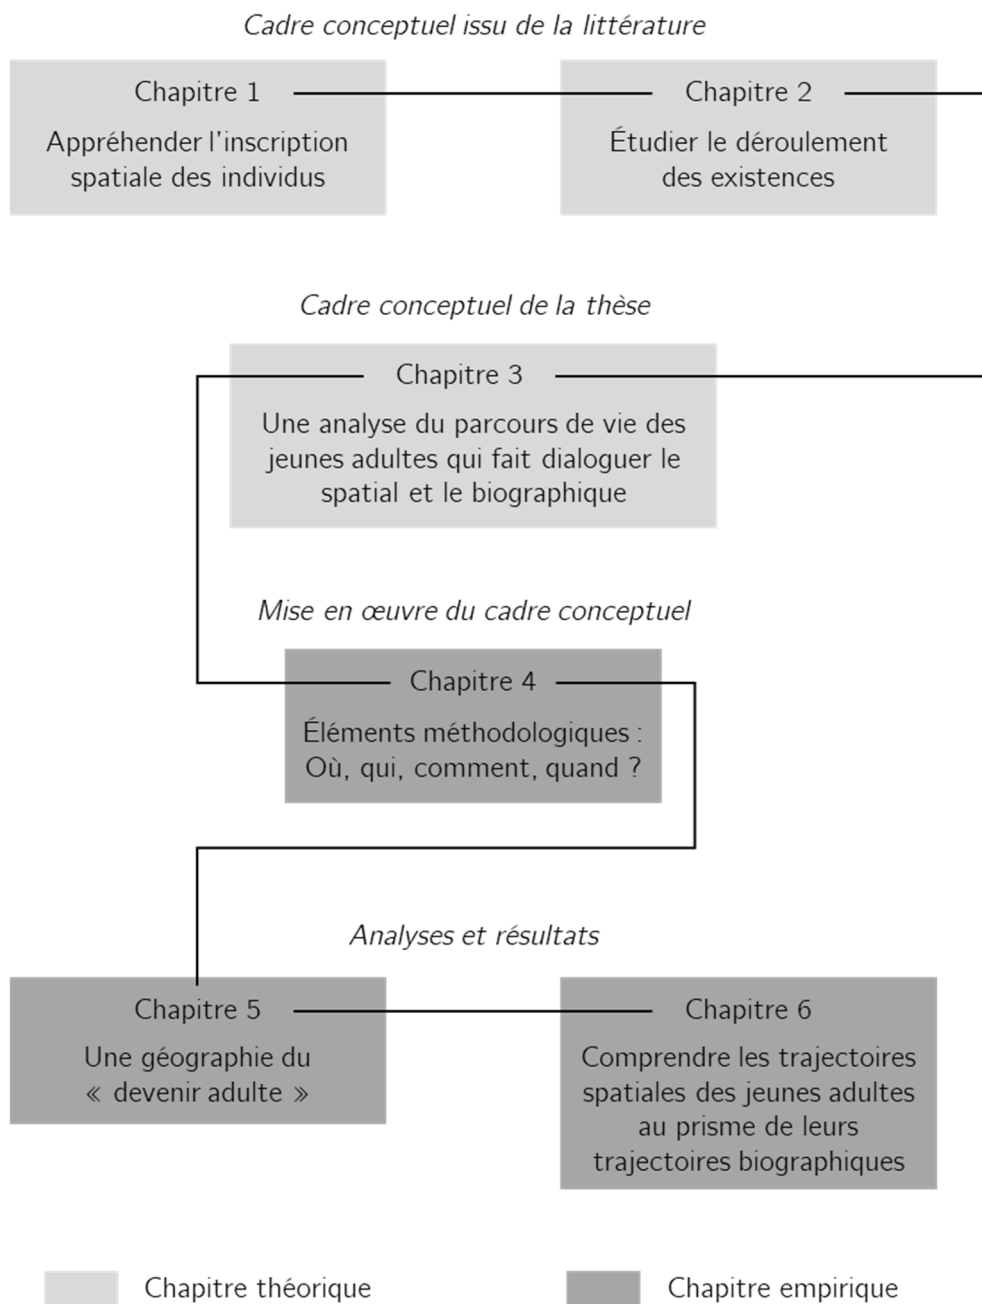 Cadre conceptuel issu de la littérature
Chapitre 1
Appréhender l'inscription
spatiale des individus
Chapitre 2
Étudier le déroulement
des existences
Cadre conceptuel de la thèse
Chapitre 3
Une analyse du parcours de vie des
jeunes adultes qui fait dialoguer le
spatial et le biographique
Mise en œuvre du cadre conceptuel
Chapitre 4
Éléments méthodologiques :
Où, qui, comment, quand ?
Analyses et résultats
Chapitre 5
Une géographie du
« devenir adulte »
Chapitre 6
Comprendre les trajectoires
spatiales des jeunes adultes
au prisme de leurs
trajectoires biographiques
Chapitre théorique
Chapitre empirique